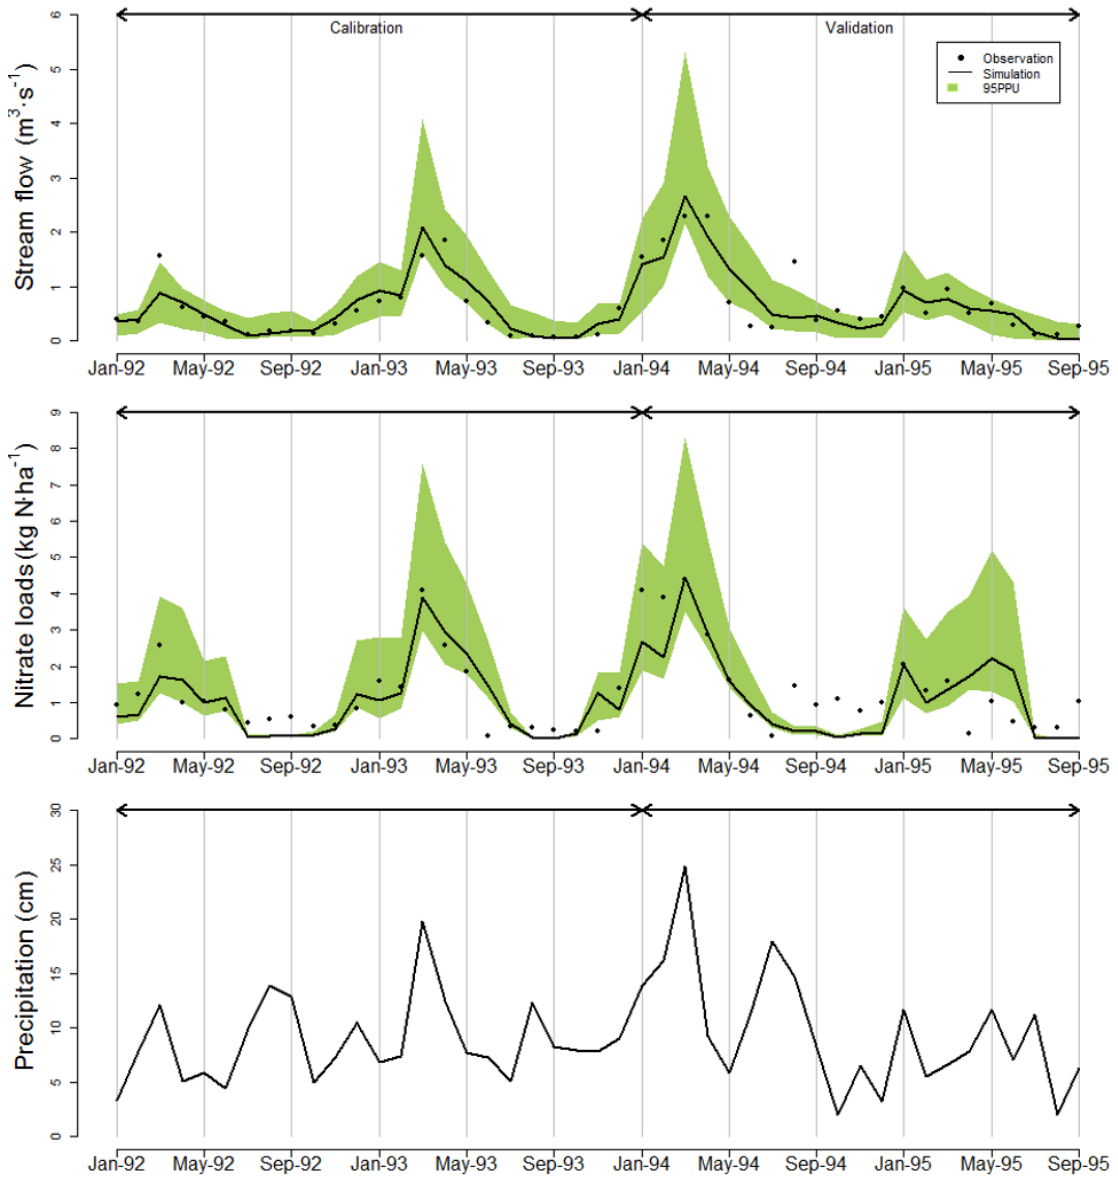 Calibration Validation
Observation
Simulation
95PPU
Stream flow (m³·s⁻¹)
6
5
4
3
2
1
0
Jan-92 May-92 Sep-92 Jan-93 May-93 Sep-93 Jan-94 May-94 Sep-94 Jan-95 May-95 Sep-95
Nitrate loads(kg N·ha⁻¹)
9
8
7
6
5
4
3
2
1
0
Jan-92 May-92 Sep-92 Jan-93 May-93 Sep-93 Jan-94 May-94 Sep-94 Jan-95 May-95 Sep-95
Precipitation (cm)
30
25
20
15
10
5
0
Jan-92 May-92 Sep-92 Jan-93 May-93 Sep-93 Jan-94 May-94 Sep-94 Jan-95 May-95 Sep-95